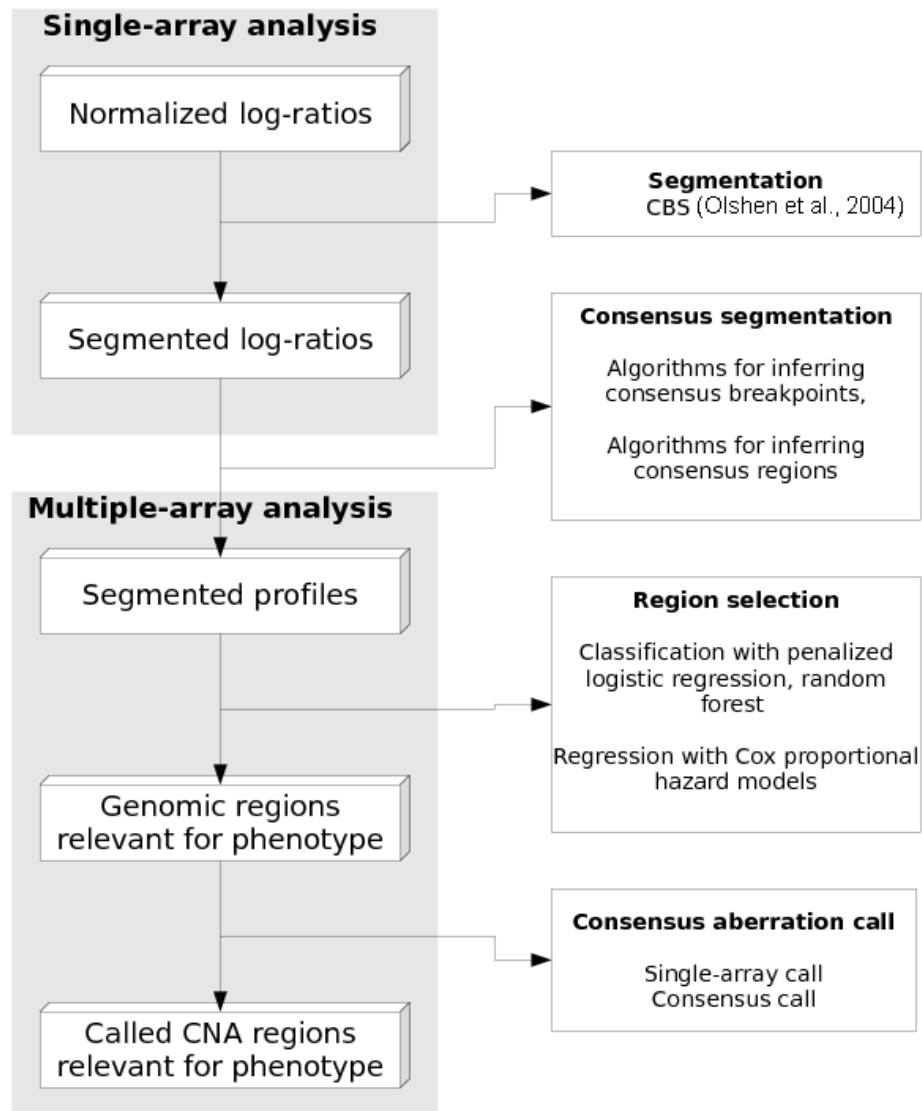 Single-array analysis
Normalized log-ratios
Segmentation
CBS (Olshen et al., 2004)
Segmented log-ratios
Consensus segmentation
Algorithms for inferring
consensus breakpoints,
Algorithms for inferring
consensus regions
Multiple-array analysis
Segmented profiles
Region selection
Classification with penalized
logistic regression, random
forest
Regression with Cox proportional
hazard models
Genomic regions
relevant for phenotype
Consensus aberration call
Single-array call
Consensus call
Called CNA regions
relevant for phenotype